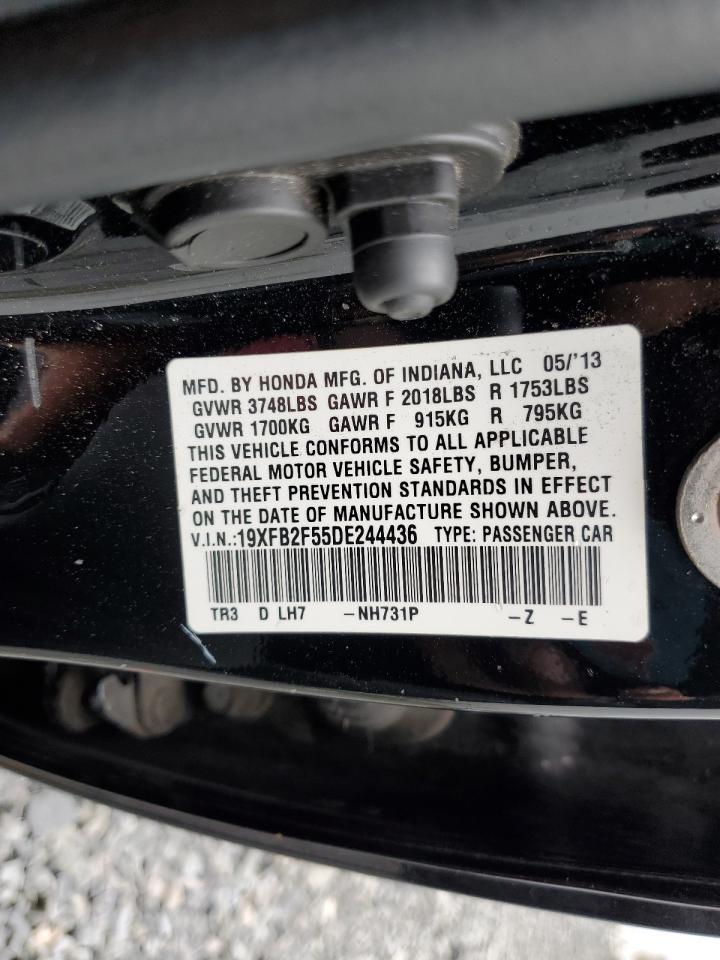 MFD. BY HONDA MFG. OF INDIANA, LLC 05/'13
GVWR 3748LBS GAWR F 2018LBS R 1753LBS
GVWR 1700KG GAWR F 915KG R 795KG
THIS VEHICLE CONFORMS TO ALL APPLICABLE
FEDERAL MOTOR VEHICLE SAFETY, BUMPER,
AND THEFT PREVENTION STANDARDS IN EFFECT
ON THE DATE OF MANUFACTURE SHOWN ABOVE.
V.I.N.:19XFB2F55DE244436 TYPE: PASSENGER CAR
TR3 D LH7 –NH731P –Z –E